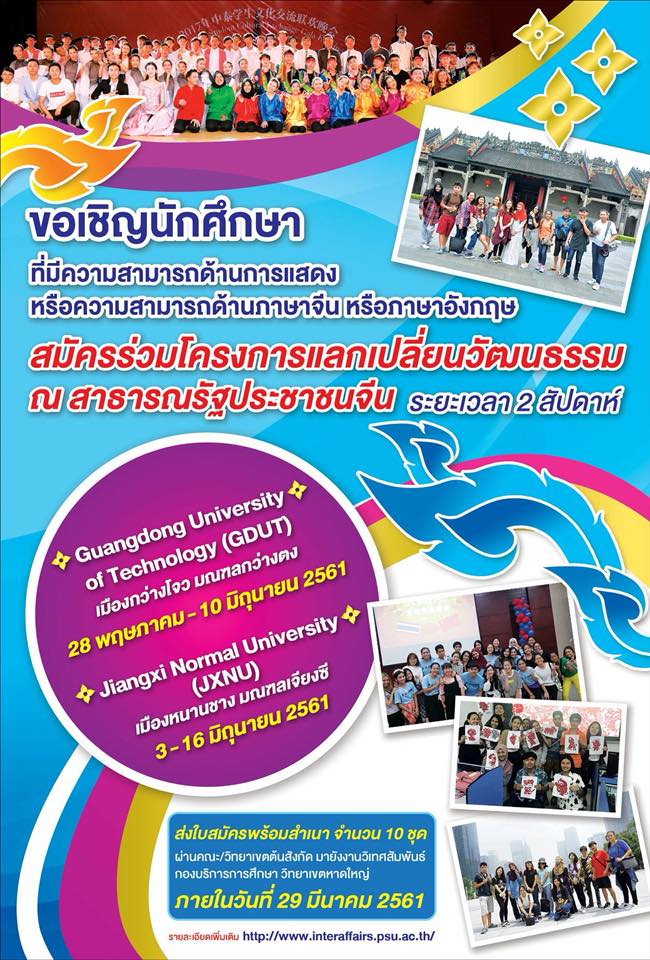 2017年中泰学生文化交流联欢晚会
ขอเชิญนักศึกษา
ที่มีความสามารถด้านการแสดง
หรือความสามารถด้านภาษาจีน หรือภาษาอังกฤษ
สมัครร่วมโครงการแลกเปลี่ยนวัฒนธรรม
ณ สาธารณรัฐประชาชนจีน ระยะเวลา 2 สัปดาห์
Guangdong University
of Technology (GDUT)
เมืองกว่างโจว มณฑลกว่างตง
28 พฤษภาคม - 10 มิถุนายน 2561
Jiangxi Normal University
(JXNU)
เมืองหนานชาง มณฑลเจียงซี
3 - 16 มิถุนายน 2561
ส่งใบสมัครพร้อมสำเนา จำนวน 10 ชุด
ผ่านคณะ/วิทยาเขตต้นสังกัด มายังงานวิเทศสัมพันธ์
กองบริการการศึกษา วิทยาเขตหาดใหญ่
ภายในวันที่ 29 มีนาคม 2561
รายละเอียดเพิ่มเติม http://www.interaffairs.psu.ac.th/